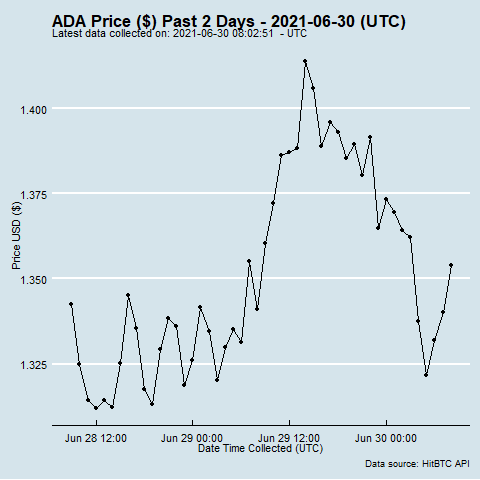 ADA Price ($) Past 2 Days - 2021-06-30 (UTC)
Latest data collected on: 2021-06-30 08:02:51  - UTC
Price USD ($)
1.400
1.375
1.350
1.325
Jun 28 12:00 Jun 29 00:00 Jun 29 12:00 Jun 30 00:00
Date Time Collected (UTC)
Data source: HitBTC API